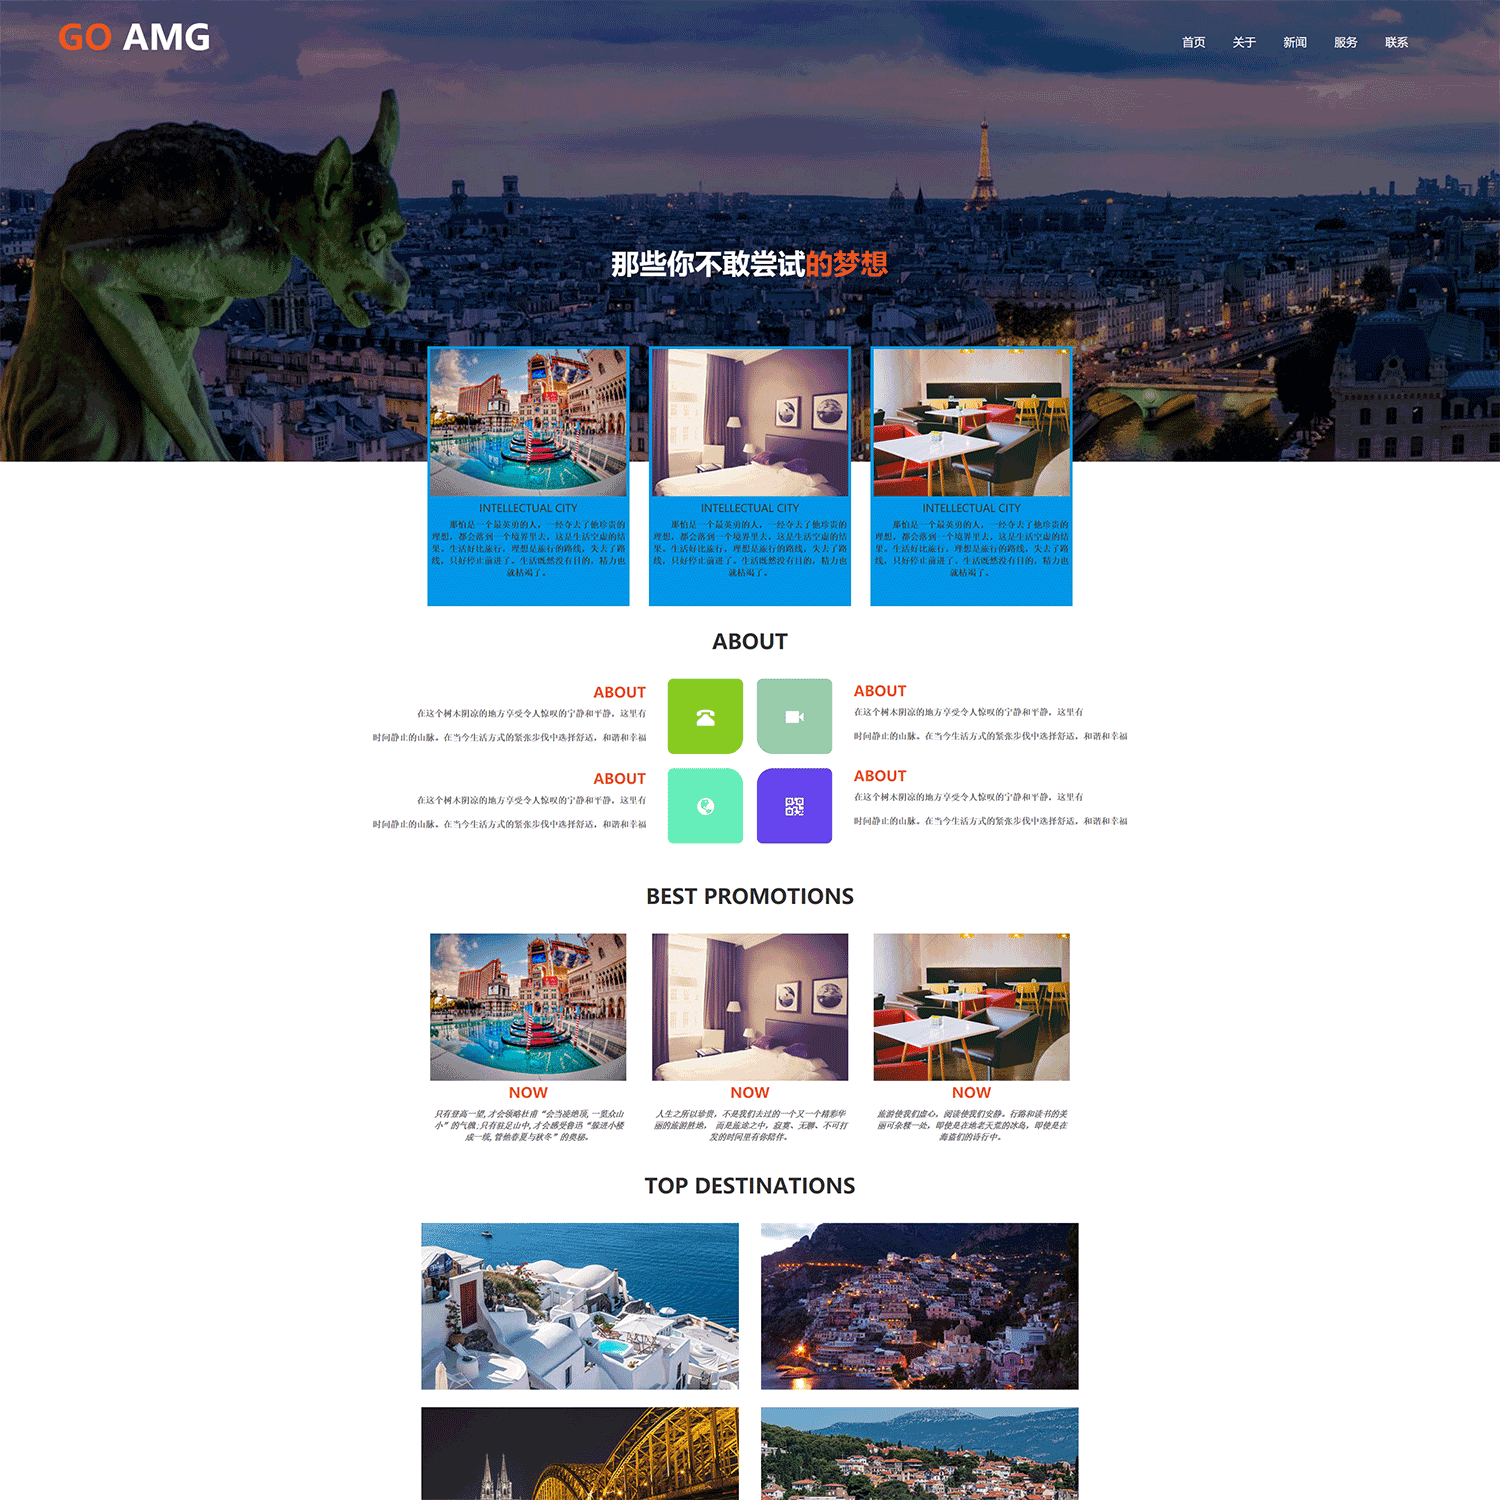 GO AMG
首页 关于 新闻 服务 联系
那些你不敢尝试的梦想
INTELLECTUAL CITY
那怕是一个最英勇的人，一经夺去了他珍贵的
理想，都会落到一个境界里去，这是生活空虚的结
果。生活好比旅行，理想是旅行的路线，失去了路
线，只好停止前进了。生活既然没有目的，精力也
就枯竭了。
INTELLECTUAL CITY
那怕是一个最英勇的人，一经夺去了他珍贵的
理想，都会落到一个境界里去，这是生活空虚的结
果。生活好比旅行，理想是旅行的路线，失去了路
线，只好停止前进了。生活既然没有目的，精力也
就枯竭了。
INTELLECTUAL CITY
那怕是一个最英勇的人，一经夺去了他珍贵的
理想，都会落到一个境界里去，这是生活空虚的结
果。生活好比旅行，理想是旅行的路线，失去了路
线，只好停止前进了。生活既然没有目的，精力也
就枯竭了。
ABOUT
ABOUT
在这个树木阴凉的地方享受令人惊叹的宁静和平静。这里有
时间静止的山脉。在当今生活方式的紧张步伐中选择舒适，和谐和幸福
ABOUT
在这个树木阴凉的地方享受令人惊叹的宁静和平静。这里有
时间静止的山脉。在当今生活方式的紧张步伐中选择舒适，和谐和幸福
ABOUT
在这个树木阴凉的地方享受令人惊叹的宁静和平静。这里有
时间静止的山脉。在当今生活方式的紧张步伐中选择舒适，和谐和幸福
ABOUT
在这个树木阴凉的地方享受令人惊叹的宁静和平静。这里有
时间静止的山脉。在当今生活方式的紧张步伐中选择舒适，和谐和幸福
BEST PROMOTIONS
NOW
只有登高一望,才会领略杜甫“会当凌绝顶,一览众山
小”的气魄;只有驻足山中,才会感受鲁迅“躲进小楼
成一统,管他春夏与秋冬”的奥秘。
NOW
人生之所以珍贵，不是我们去过的一个又一个精彩华
丽的旅游胜地， 而是旅途之中，寂寞、无聊、不可打
发的时间里有你陪伴。
NOW
旅游使我们虚心，阅读使我们安静。行路和读书的美
丽可杂糅一处，即使是在地老天荒的冰岛，即使是在
海盗们的诗行中。
TOP DESTINATIONS